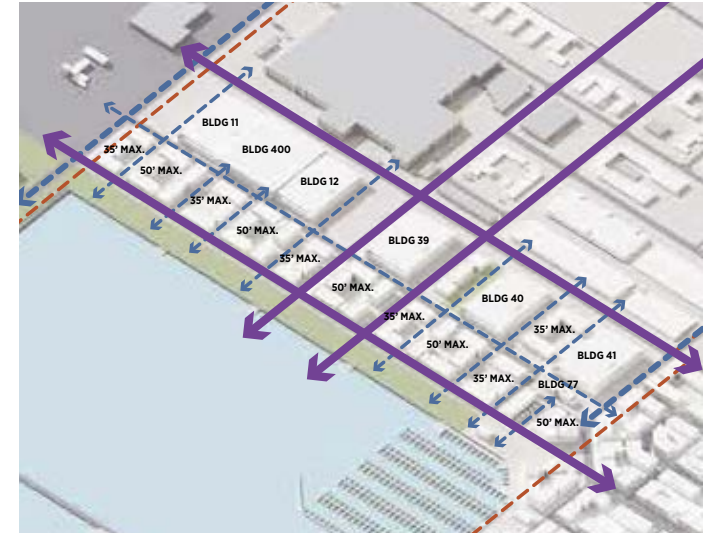 BLDG 11
35' MAX.
BLDG 400
50' MAX.
BLDG 12
35' MAX.
50' MAX.
BLDG 39
35' MAX.
50' MAX.
BLDG 40
35' MAX.
35' MAX.
50' MAX.
BLDG 41
35' MAX.
BLDG 77
50' MAX.